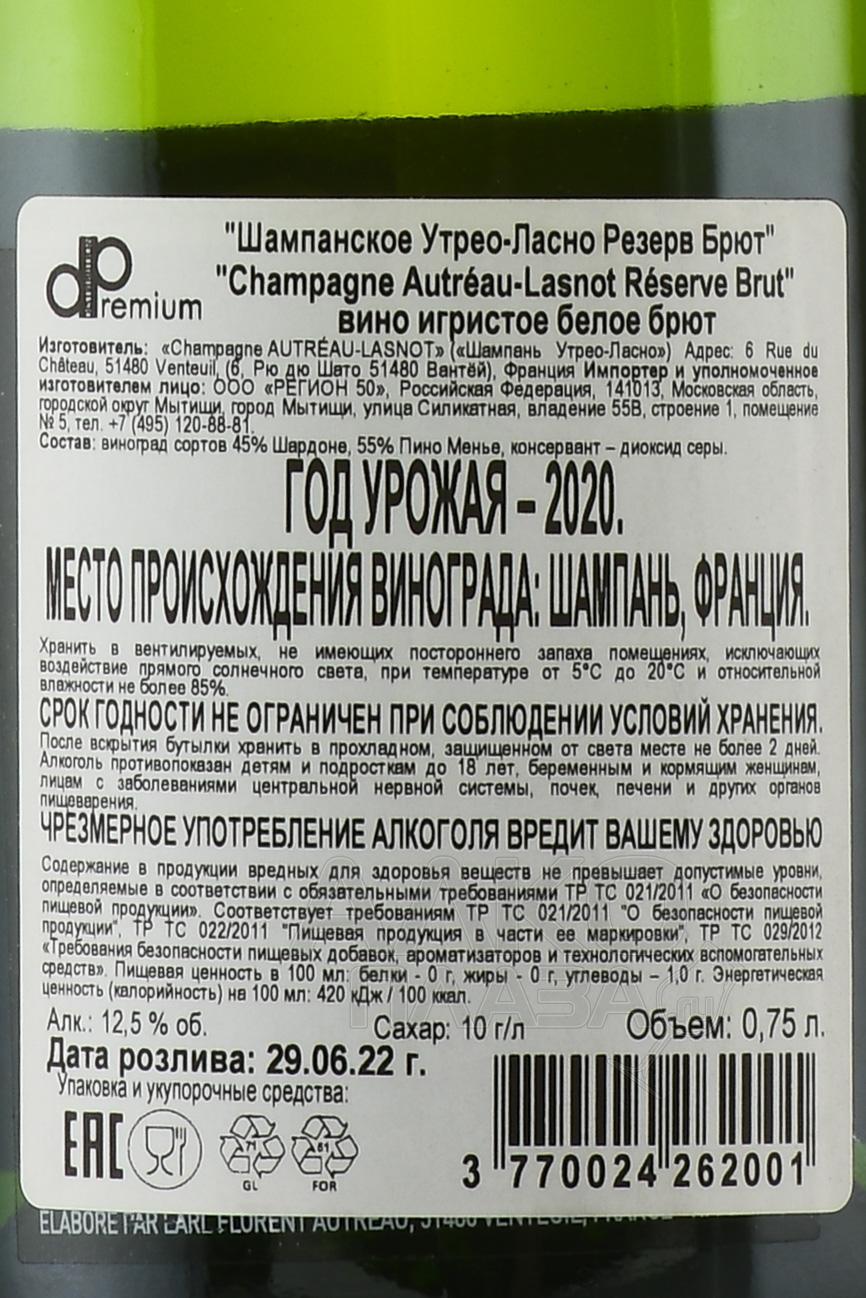 "Шампанское Утрео-Ласно Резерв Брют"
dPremium
"Champagne Autréau-Lasnot Réserve Brut"
вино игристое белое брют
Изготовитель: «Champagne AUTRÉAU-LASNOT» («Шампань Утрео-Ласно») Адрес: 6 Rue du
Château, 51480 Venteuil, (6, Рю дю Шато 51480 Вантёй), Франция Импортер и уполномоченное
изготовителем лицо: ООО «РЕГИОН 50», Российская Федерация, 141013, Московская область,
городской округ Мытищи, город Мытищи, улица Силикатная, владение 55В, строение 1, помещение
№ 5, тел. +7 (495) 120-88-81.
Состав: виноград сортов 45% Шардоне, 55% Пино Менье, консервант – диоксид серы.
ГОД УРОЖАЯ – 2020.
МЕСТО ПРОИСХОЖДЕНИЯ ВИНОГРАДА: ШАМПАНЬ, ФРАНЦИЯ.
Хранить в вентилируемых, не имеющих постороннего запаха помещениях, исключающих
воздействие прямого солнечного света, при температуре от 5°С до 20°С и относительной
влажности не более 85%.
СРОК ГОДНОСТИ НЕ ОГРАНИЧЕН ПРИ СОБЛЮДЕНИИ УСЛОВИЙ ХРАНЕНИЯ.
После вскрытия бутылки хранить в прохладном, защищенном от света месте не более 2 дней.
Алкоголь противопоказан детям и подросткам до 18 лет, беременным и кормящим женщинам,
лицам с заболеваниями центральной нервной системы, почек, печени и других органов
пищеварения.
ЧРЕЗМЕРНОЕ УПОТРЕБЛЕНИЕ АЛКОГОЛЯ ВРЕДИТ ВАШЕМУ ЗДОРОВЬЮ
Содержание в продукции вредных для здоровья веществ не превышает допустимые уровни,
определяемые в соответствии с обязательными требованиями ТР ТС 021/2011 «О безопасности
пищевой продукции». Соответствует требованиям ТР ТС 021/2011 "О безопасности пищевой
продукции", ТР ТС 022/2011 "Пищевая продукция в части ее маркировки", ТР ТС 029/2012
«Требования безопасности пищевых добавок, ароматизаторов и технологических вспомогательных
средств». Пищевая ценность в 100 мл: белки - 0 г, жиры - 0 г, углеводы – 1,0 г. Энергетическая
ценность (калорийность) на 100 мл: 420 кДж / 100 ккал.
Алк.: 12,5 % об. Сахар: 10 г/л Объем: 0,75 л.
Дата розлива: 29.06.22 г.
Упаковка и укупорочные средства:
EAC 71 61
GL FOR
3 770024 262001
ELABORÉ PAR EARL FLORENT AUTREAU, 51480 VENTEUIL, FRANCE